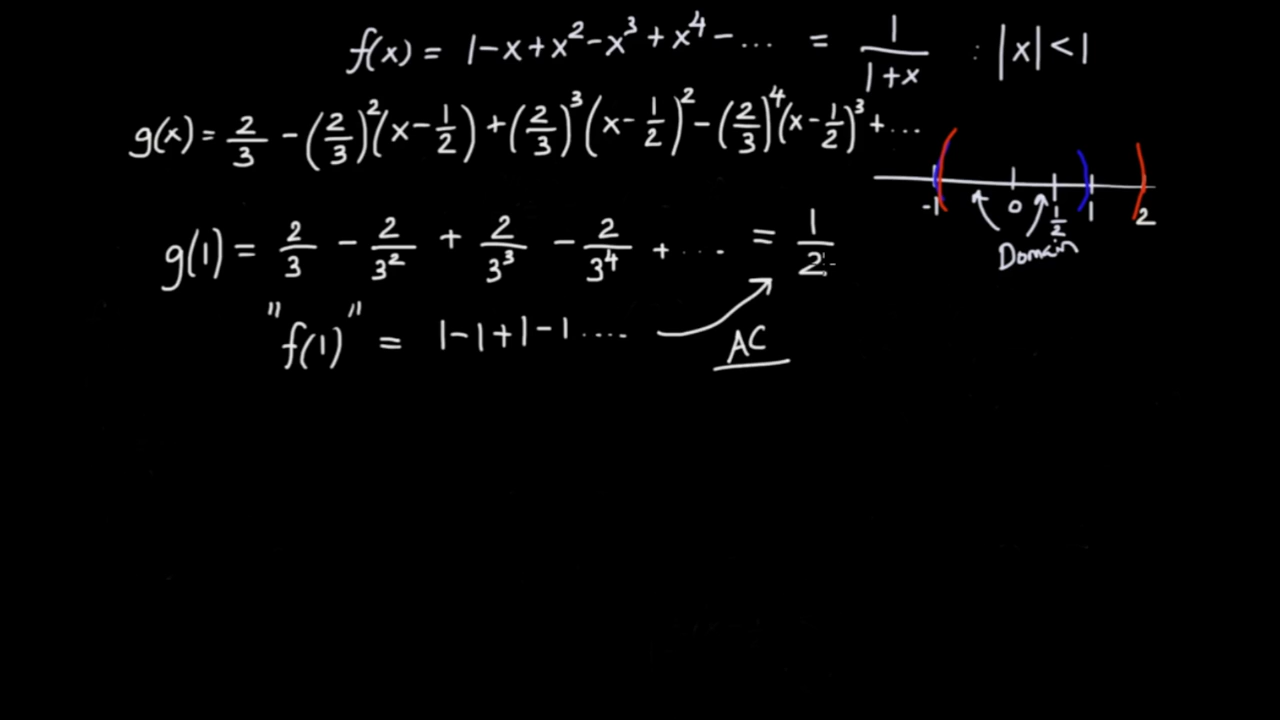 f(x) = 1 - x + x² - x³ + x⁴ - ... = 1/(1+x) : |x| < 1
g(x) = 2/3 - (2/3)²(x - 1/2) + (2/3)³(x - 1/2)² - (2/3)⁴(x - 1/2)³ + ...
-1 0 1/2 1 2
Domain
g(1) = 2/3 - 2/3² + 2/3³ - 2/3⁴ + .... = 1/2
"f(1)" = 1 - 1 + 1 - 1 .....
AC